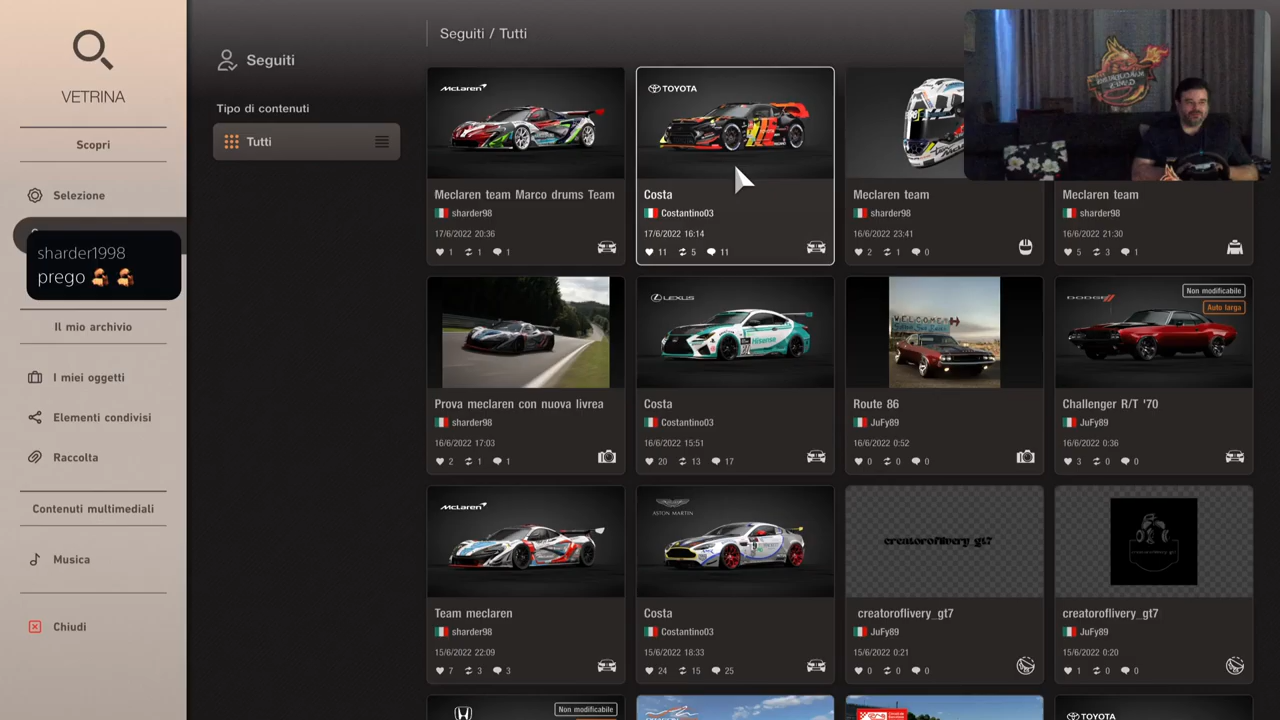 VETRINA
Scopri
Selezione
sharder1998
prego
Il mio archivio
I miei oggetti
Elementi condivisi
Raccolta
Contenuti multimediali
Musica
Chiudi
Seguiti
Tipo di contenuti
Tutti
Seguiti / Tutti
McLaren
Meclaren team Marco drums Team
sharder98
17/6/2022 20:36
1 1 1
TOYOTA
Costa
Costantino03
17/6/2022 16:14
11 5 11
Meclaren team
sharder98
16/6/2022 23:41
2 1 0
Meclaren team
sharder98
16/6/2022 21:30
5 3 1
Prova meclaren con nuova livrea
sharder98
16/6/2022 17:03
2 1 1
LEXUS
Hisense
Costa
Costantino03
16/6/2022 15:51
20 13 17
WELCOME
Route 86
JuFy89
16/6/2022 0:52
0 0 0
DODGE
Non modificabile
Auto larga
Challenger R/T '70
JuFy89
16/6/2022 0:36
3 0 0
McLaren
Team meclaren
sharder98
15/6/2022 22:09
7 3 3
ASTON MARTIN
Costa
Costantino03
15/6/2022 18:33
24 15 25
creatoroflivery_gt7
creatoroflivery_gt7
JuFy89
15/6/2022 0:21
0 0 0
creatoroflivery_gt7
creatoroflivery_gt7
JuFy89
15/6/2022 0:20
1 0 0
Non modificabile
TOYOTA